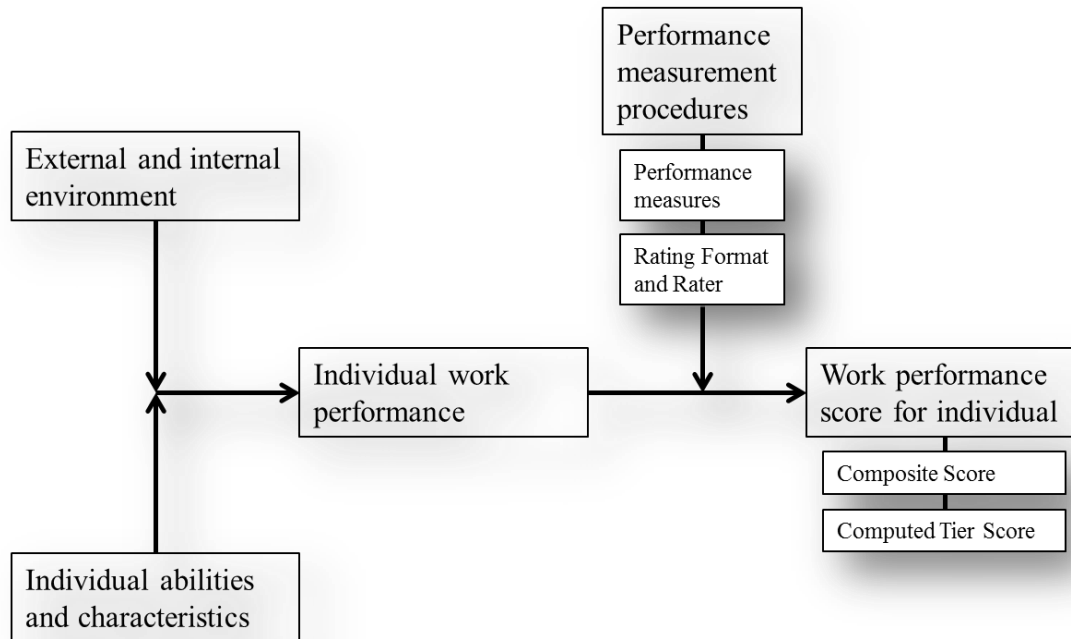 Performance
measurement
procedures
External and internal
environment
Performance
measures
Rating Format
and Rater
Individual work
performance
Work performance
score for individual
Composite Score
Computed Tier Score
Individual abilities
and characteristics